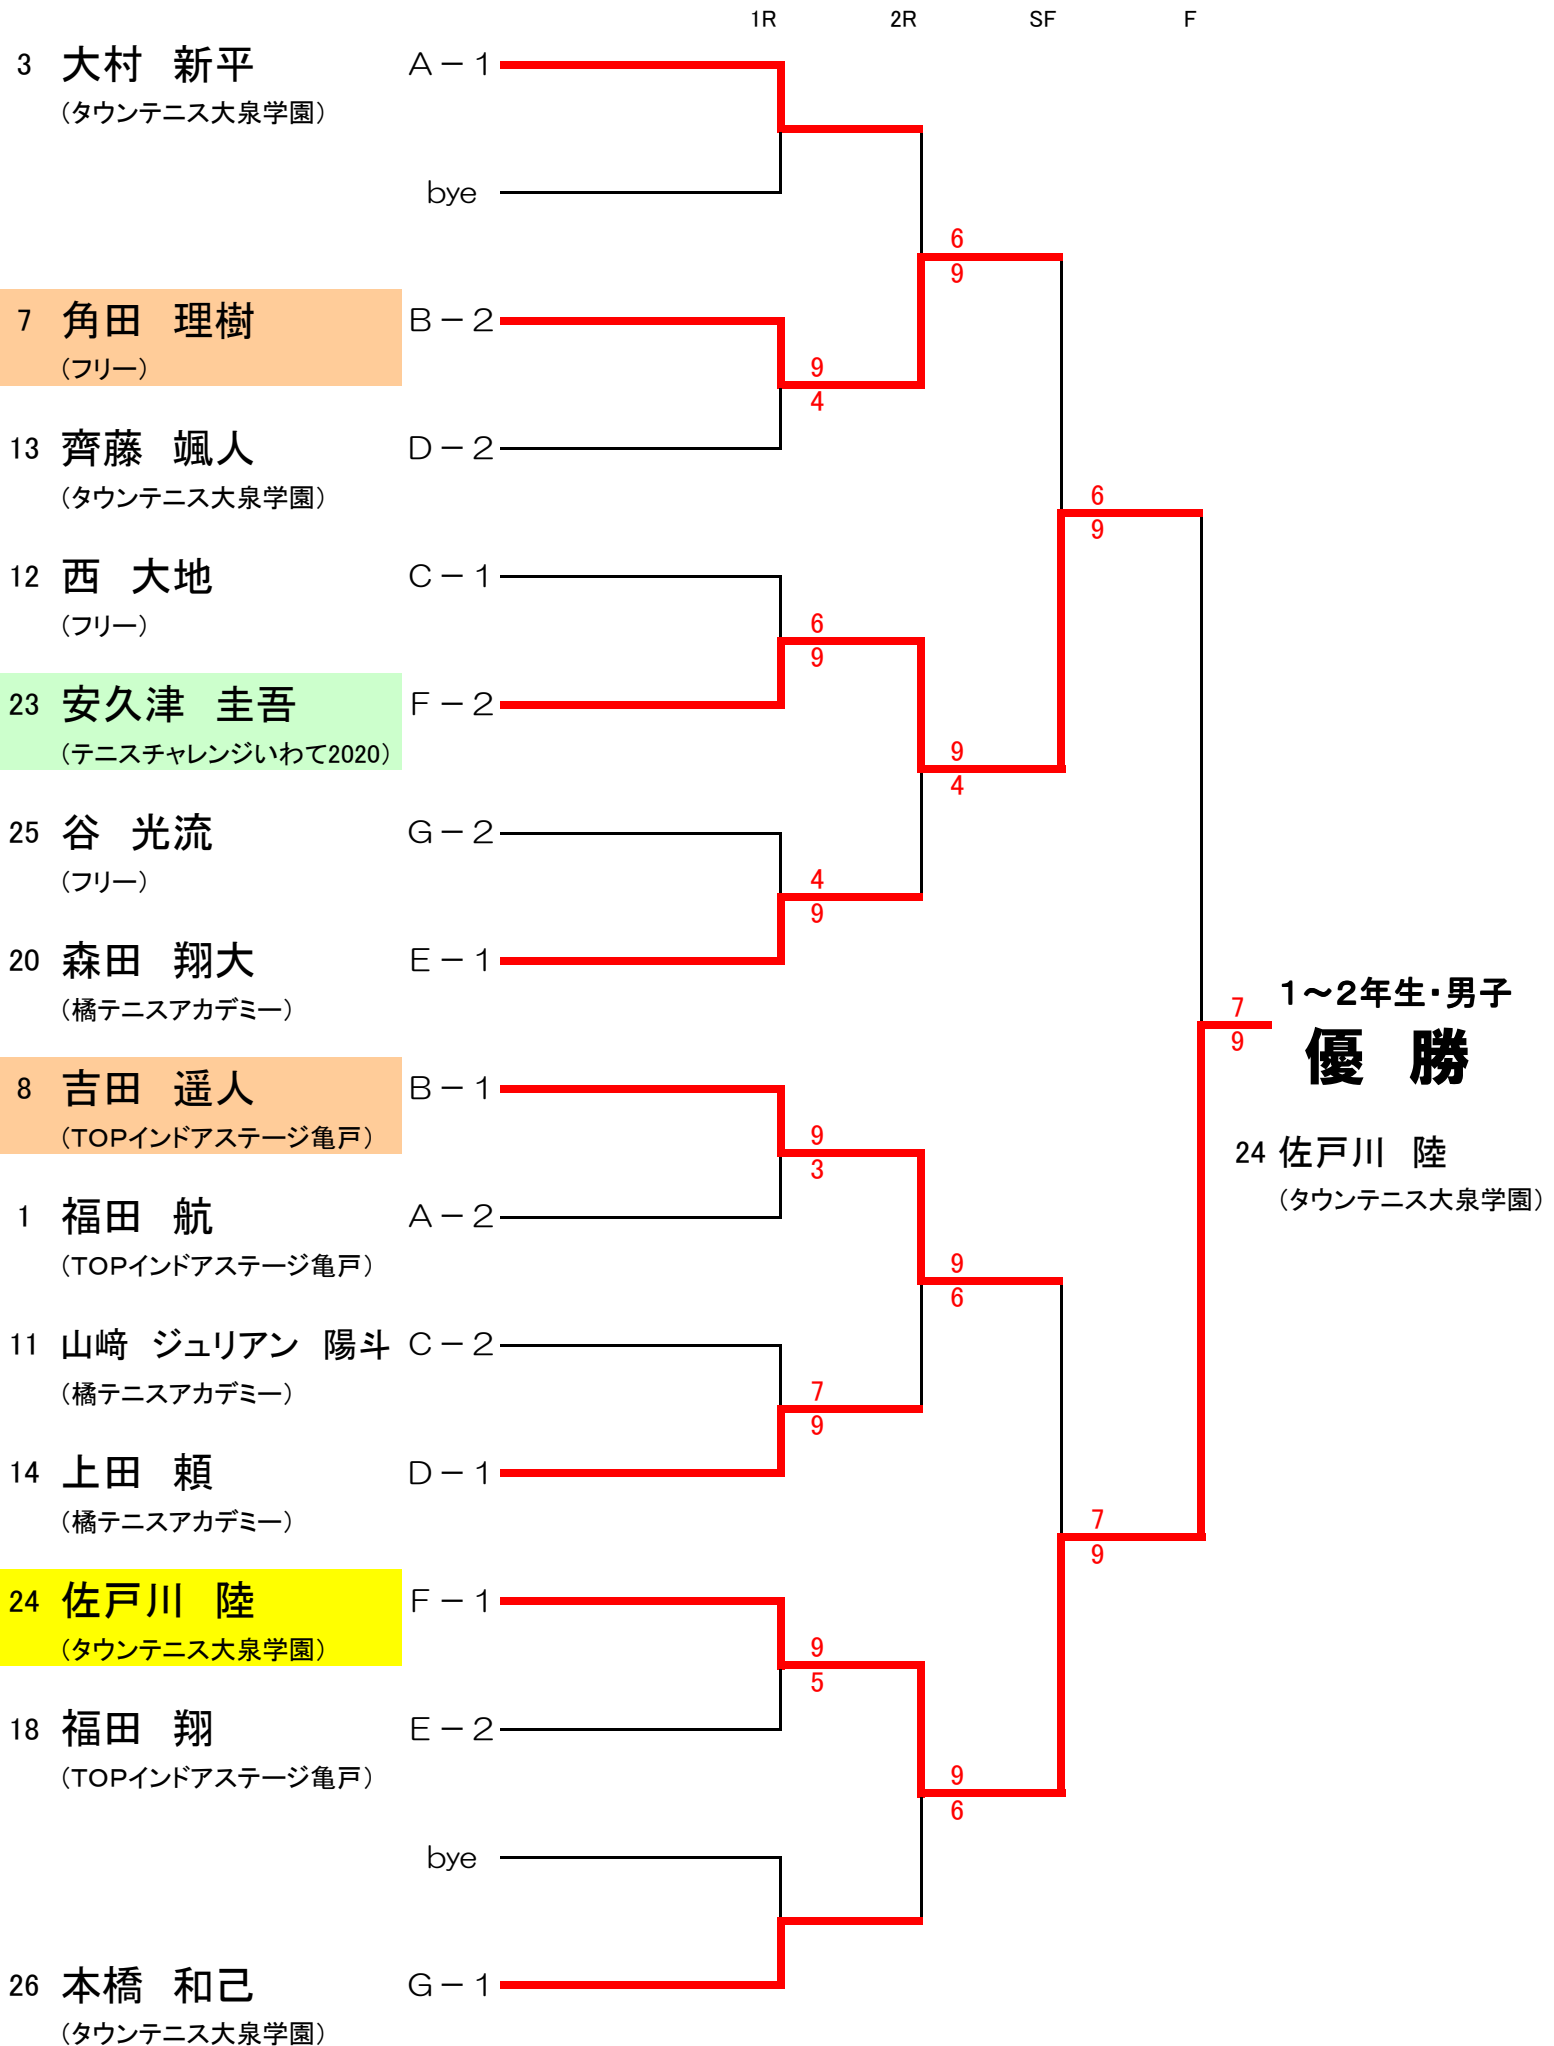 1R 2R SF F
3 大村　新平 A－1
（タウンテニス大泉学園）
bye
6
9
7 角田　理樹 B－2
（フリー）
9
4
13 齊藤　颯人 D－2
（タウンテニス大泉学園）
6
9
12 西　大地 C－1
（フリー）
6
9
23 安久津　圭吾 F－2
（テニスチャレンジいわて2020）
9
4
25 谷　光流 G－2
（フリー）
4
9
20 森田　翔大 E－1
（橘テニスアカデミー）
1～2年生・男子
7
9
優　勝
8 吉田　遥人 B－1
（TOPインドアステージ亀戸）
9
3
24 佐戸川　陸
（タウンテニス大泉学園）
1 福田　航 A－2
（TOPインドアステージ亀戸）
9
6
11 山﨑　ジュリアン　陽斗 C－2
（橘テニスアカデミー）
7
9
14 上田　頼 D－1
（橘テニスアカデミー）
7
9
24 佐戸川　陸 F－1
（タウンテニス大泉学園）
9
5
18 福田　翔 E－2
（TOPインドアステージ亀戸）
9
6
bye
26 本橋　和己 G－1
（タウンテニス大泉学園）